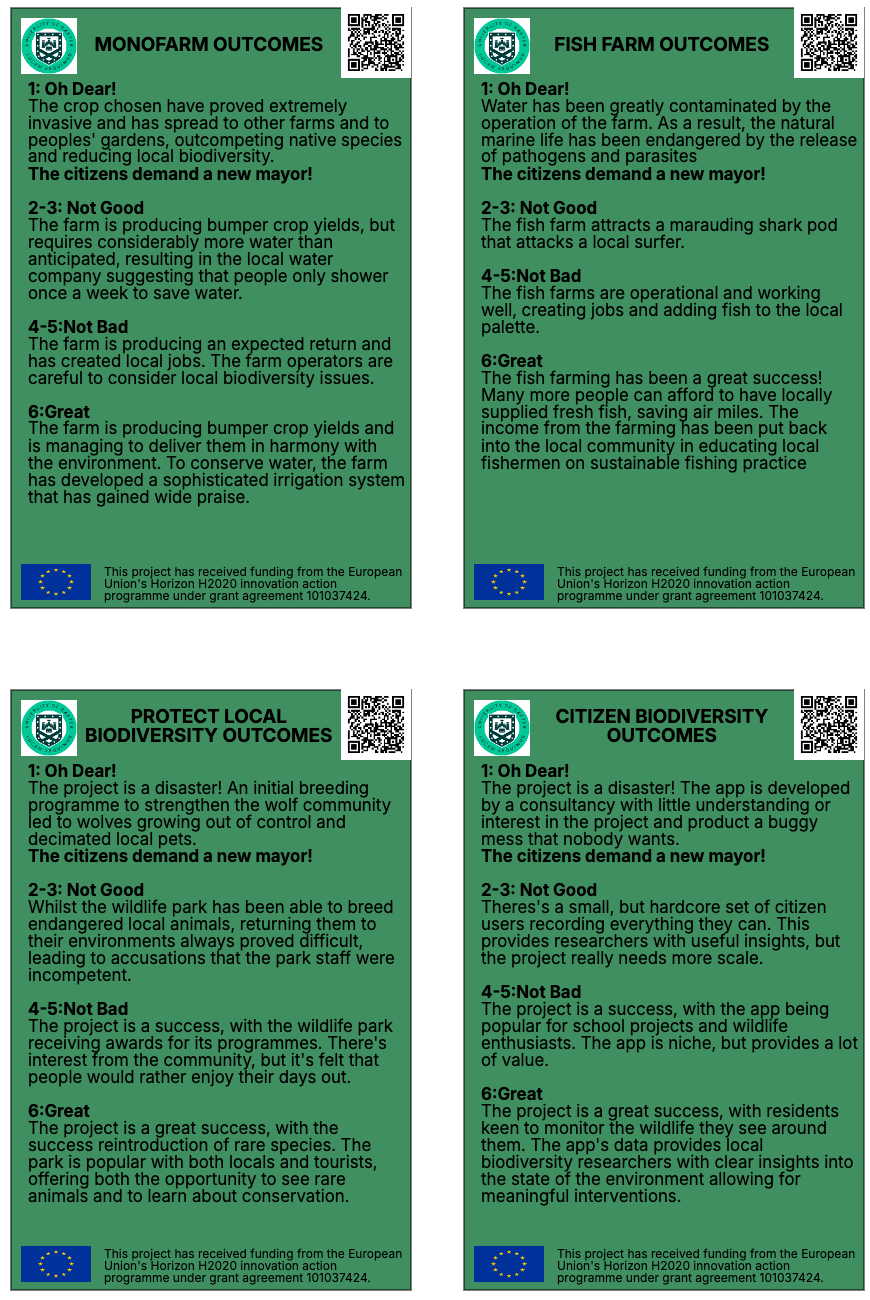 UNIVERSITY OF EXETER
LUCEM SEQUIMUR
MONOFARM OUTCOMES
1: Oh Dear!
The crop chosen have proved extremely
invasive and has spread to other farms and to
peoples' gardens, outcompeting native species
and reducing local biodiversity.
The citizens demand a new mayor!
2-3: Not Good
The farm is producing bumper crop yields, but
requires considerably more water than
anticipated, resulting in the local water
company suggesting that people only shower
once a week to save water.
4-5:Not Bad
The farm is producing an expected return and
has created local jobs. The farm operators are
careful to consider local biodiversity issues.
6:Great
The farm is producing bumper crop yields and
is managing to deliver them in harmony with
the environment. To conserve water, the farm
has developed a sophisticated irrigation system
that has gained wide praise.
This project has received funding from the European
Union's Horizon H2020 innovation action
programme under grant agreement 101037424.
UNIVERSITY OF EXETER
LUCEM SEQUIMUR
FISH FARM OUTCOMES
1: Oh Dear!
Water has been greatly contaminated by the
operation of the farm. As a result, the natural
marine life has been endangered by the release
of pathogens and parasites
The citizens demand a new mayor!
2-3: Not Good
The fish farm attracts a marauding shark pod
that attacks a local surfer.
4-5:Not Bad
The fish farms are operational and working
well, creating jobs and adding fish to the local
palette.
6:Great
The fish farming has been a great success!
Many more people can afford to have locally
supplied fresh fish, saving air miles. The
income from the farming has been put back
into the local community in educating local
fishermen on sustainable fishing practice
This project has received funding from the European
Union's Horizon H2020 innovation action
programme under grant agreement 101037424.
UNIVERSITY OF EXETER
LUCEM SEQUIMUR
PROTECT LOCAL
BIODIVERSITY OUTCOMES
1: Oh Dear!
The project is a disaster! An initial breeding
programme to strengthen the wolf community
led to wolves growing out of control and
decimated local pets.
The citizens demand a new mayor!
2-3: Not Good
Whilst the wildlife park has been able to breed
endangered local animals, returning them to
their environments always proved difficult,
leading to accusations that the park staff were
incompetent.
4-5:Not Bad
The project is a success, with the wildlife park
receiving awards for its programmes. There's
interest from the community, but it's felt that
people would rather enjoy their days out.
6:Great
The project is a great success, with the
success reintroduction of rare species. The
park is popular with both locals and tourists,
offering both the opportunity to see rare
animals and to learn about conservation.
This project has received funding from the European
Union's Horizon H2020 innovation action
programme under grant agreement 101037424.
UNIVERSITY OF EXETER
LUCEM SEQUIMUR
CITIZEN BIODIVERSITY
OUTCOMES
1: Oh Dear!
The project is a disaster! The app is developed
by a consultancy with little understanding or
interest in the project and product a buggy
mess that nobody wants.
The citizens demand a new mayor!
2-3: Not Good
Theres's a small, but hardcore set of citizen
users recording everything they can. This
provides researchers with useful insights, but
the project really needs more scale.
4-5:Not Bad
The project is a success, with the app being
popular for school projects and wildlife
enthusiasts. The app is niche, but provides a lot
of value.
6:Great
The project is a great success, with residents
keen to monitor the wildlife they see around
them. The app's data provides local
biodiversity researchers with clear insights into
the state of the environment allowing for
meaningful interventions.
This project has received funding from the European
Union's Horizon H2020 innovation action
programme under grant agreement 101037424.